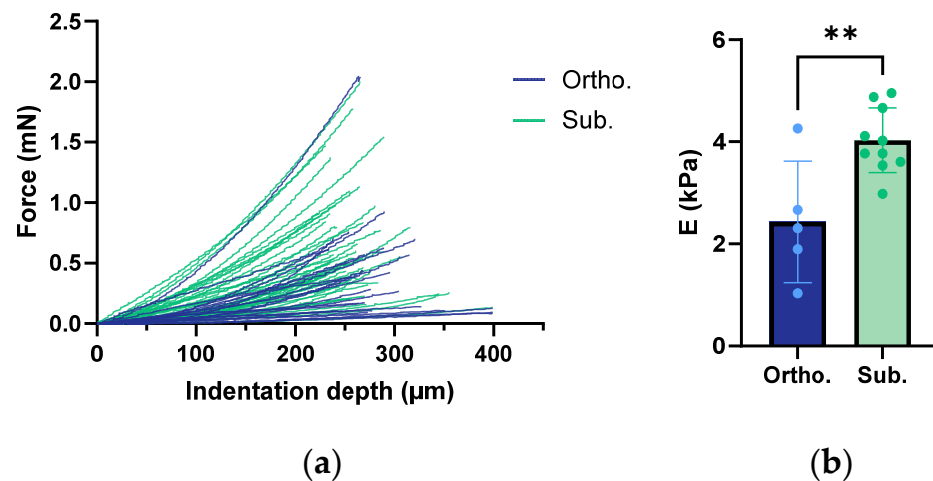 2.5
2.0
1.5
1.0
0.5
0.0
Force (mN)
0 100 200 300 400
Indentation depth (µm)
Ortho.
Sub.
(a)
**
6
4
2
0
E (kPa)
Ortho. Sub.
(b)